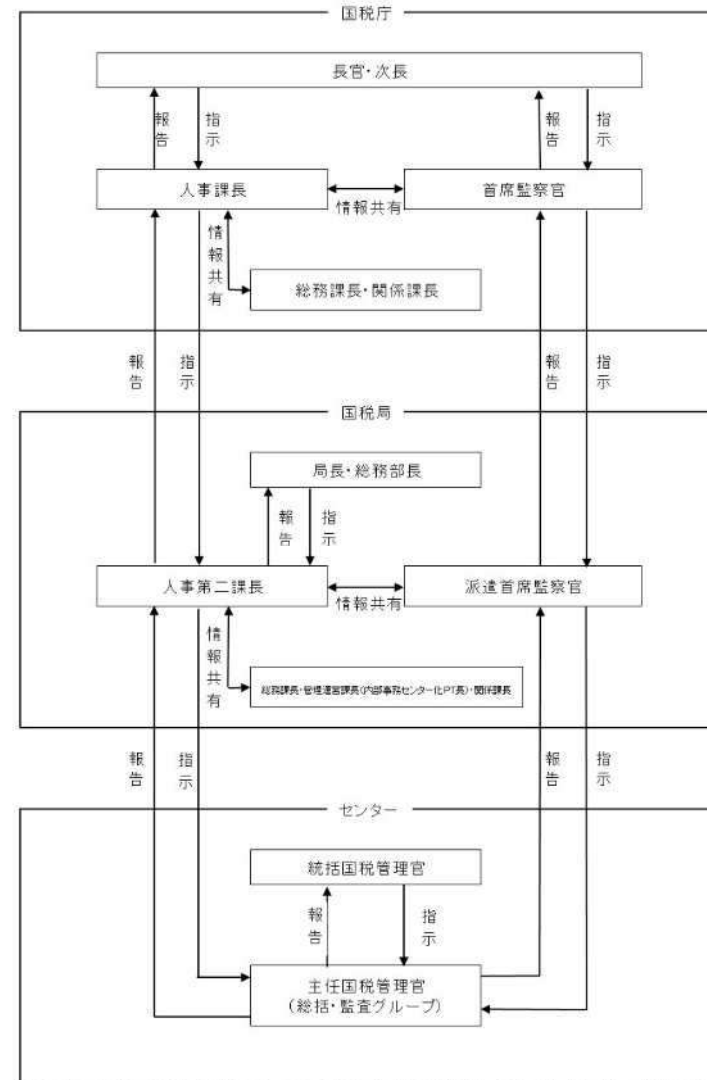 国税庁
長官・次長
報告
指示
報告
指示
人事課長
情報共有
首席監察官
情報共有
総務課長・関係課長
報告
指示
報告
指示
国税局
局長・総務部長
報告
指示
人事第二課長
情報共有
派遣首席監察官
情報共有
総務課長・管理運営課長(内部事務センター化PT長)・関係課長
報告
指示
報告
指示
センター
統括国税管理官
報告
指示
主任国税管理官
(総括・監査グループ)